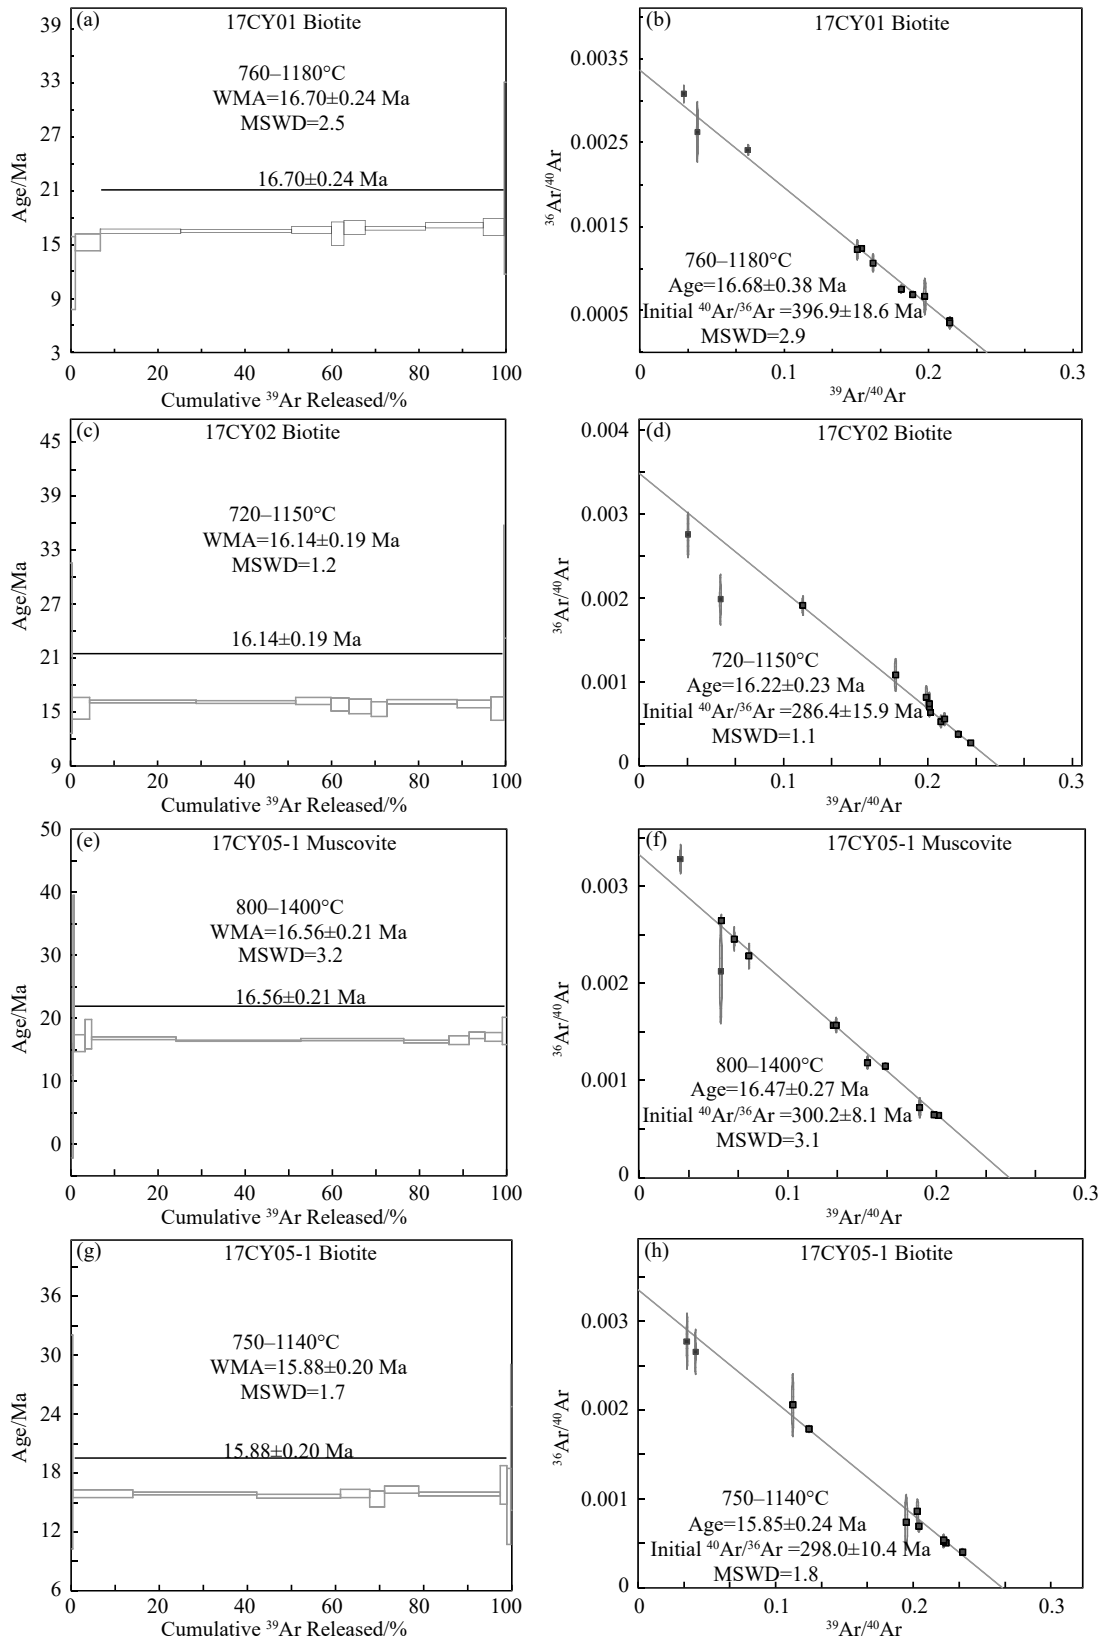 (a)
17CY01 Biotite
760–1180°C
WMA=16.70±0.24 Ma
MSWD=2.5
16.70±0.24 Ma
Age/Ma
39
33
27
21
15
9
3
0 20 40 60 80 100
Cumulative ³⁹Ar Released/%
(b)
17CY01 Biotite
760–1180°C
Age=16.68±0.38 Ma
Initial ⁴⁰Ar/³⁶Ar =396.9±18.6 Ma
MSWD=2.9
³⁶Ar/⁴⁰Ar
0.0035
0.0025
0.0015
0.0005
0 0.1 0.2 0.3
³⁹Ar/⁴⁰Ar
(c)
17CY02 Biotite
720–1150°C
WMA=16.14±0.19 Ma
MSWD=1.2
16.14±0.19 Ma
Age/Ma
45
39
33
27
21
15
9
0 20 40 60 80 100
Cumulative ³⁹Ar Released/%
(d)
17CY02 Biotite
720–1150°C
Age=16.22±0.23 Ma
Initial ⁴⁰Ar/³⁶Ar =286.4±15.9 Ma
MSWD=1.1
³⁶Ar/⁴⁰Ar
0.004
0.003
0.002
0.001
0
0 0.1 0.2 0.3
³⁹Ar/⁴⁰Ar
(e)
17CY05-1 Muscovite
800–1400°C
WMA=16.56±0.21 Ma
MSWD=3.2
16.56±0.21 Ma
Age/Ma
50
40
30
20
10
0
0 20 40 60 80 100
Cumulative ³⁹Ar Released/%
(f)
17CY05-1 Muscovite
800–1400°C
Age=16.47±0.27 Ma
Initial ⁴⁰Ar/³⁶Ar =300.2±8.1 Ma
MSWD=3.1
³⁶Ar/⁴⁰Ar
0.003
0.002
0.001
0
0 0.1 0.2 0.3
³⁹Ar/⁴⁰Ar
(g)
17CY05-1 Biotite
750–1140°C
WMA=15.88±0.20 Ma
MSWD=1.7
15.88±0.20 Ma
Age/Ma
36
30
24
18
12
6
0 20 40 60 80 100
Cumulative ³⁹Ar Released/%
(h)
17CY05-1 Biotite
750–1140°C
Age=15.85±0.24 Ma
Initial ⁴⁰Ar/³⁶Ar =298.0±10.4 Ma
MSWD=1.8
³⁶Ar/⁴⁰Ar
0.003
0.002
0.001
0
0 0.1 0.2 0.3
³⁹Ar/⁴⁰Ar